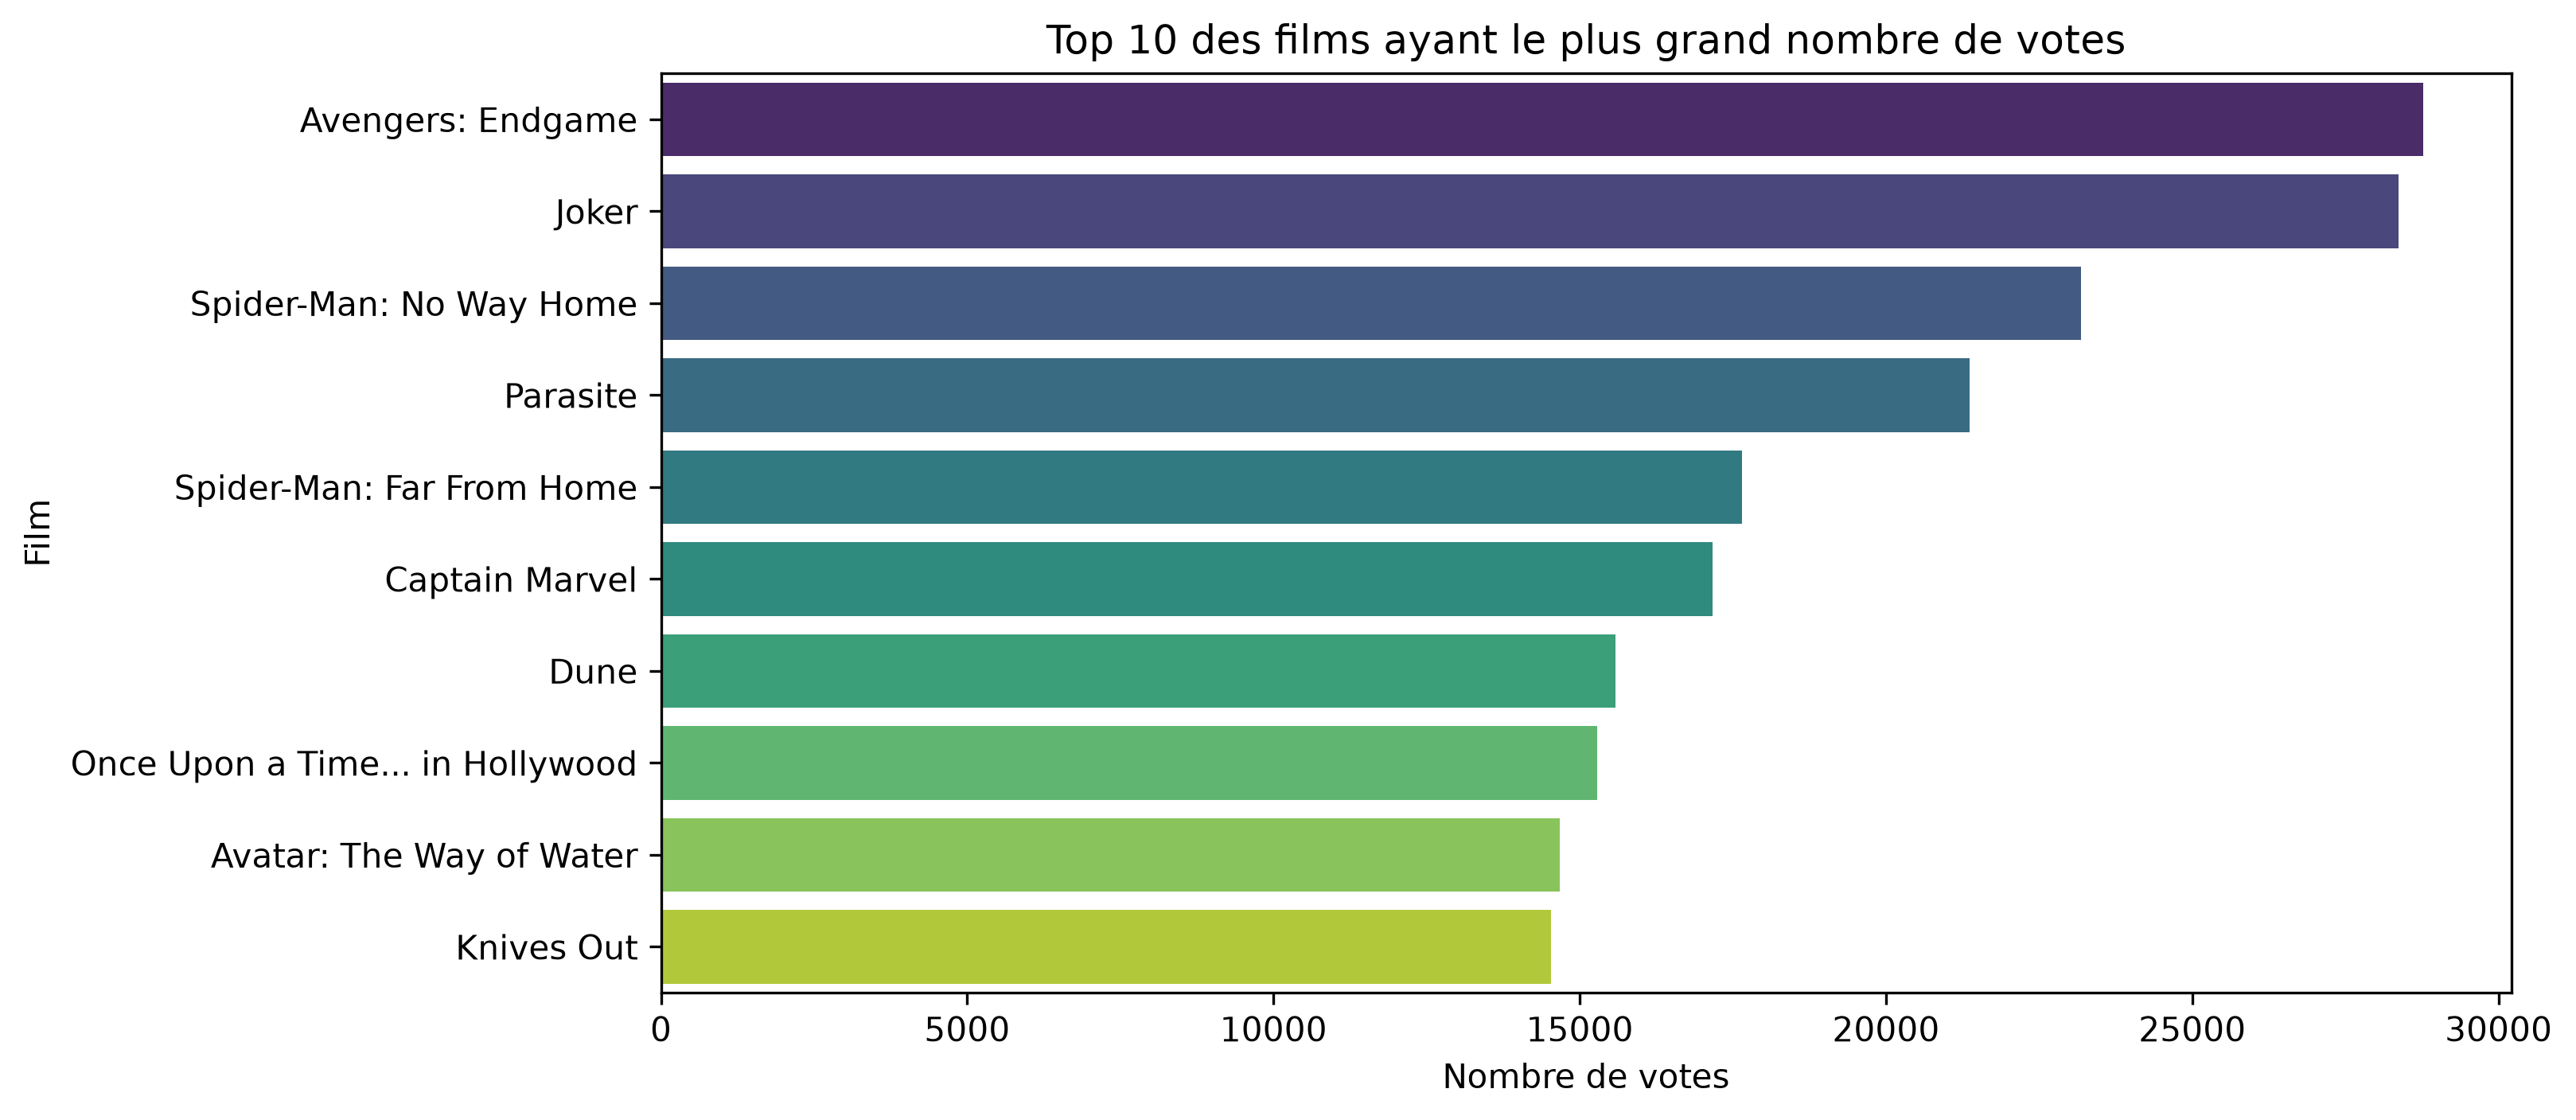 Top 10 des films ayant le plus grand nombre de votes
Avengers: Endgame
Joker
Spider-Man: No Way Home
Parasite
Spider-Man: Far From Home
Captain Marvel
Dune
Once Upon a Time... in Hollywood
Avatar: The Way of Water
Knives Out
Film
0 5000 10000 15000 20000 25000 30000
Nombre de votes